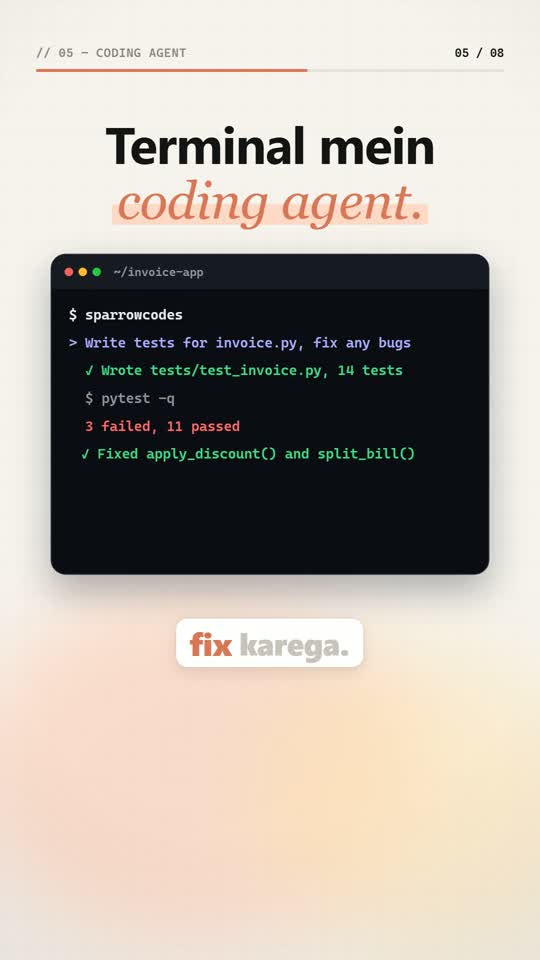 // 05 — CODING AGENT
05 / 08
Terminal mein
coding agent.
~/invoice-app
$ sparrowcodes
> Write tests for invoice.py, fix any bugs
✓ Wrote tests/test_invoice.py, 14 tests
$ pytest -q
3 failed, 11 passed
✓ Fixed apply_discount() and split_bill()
fix karega.